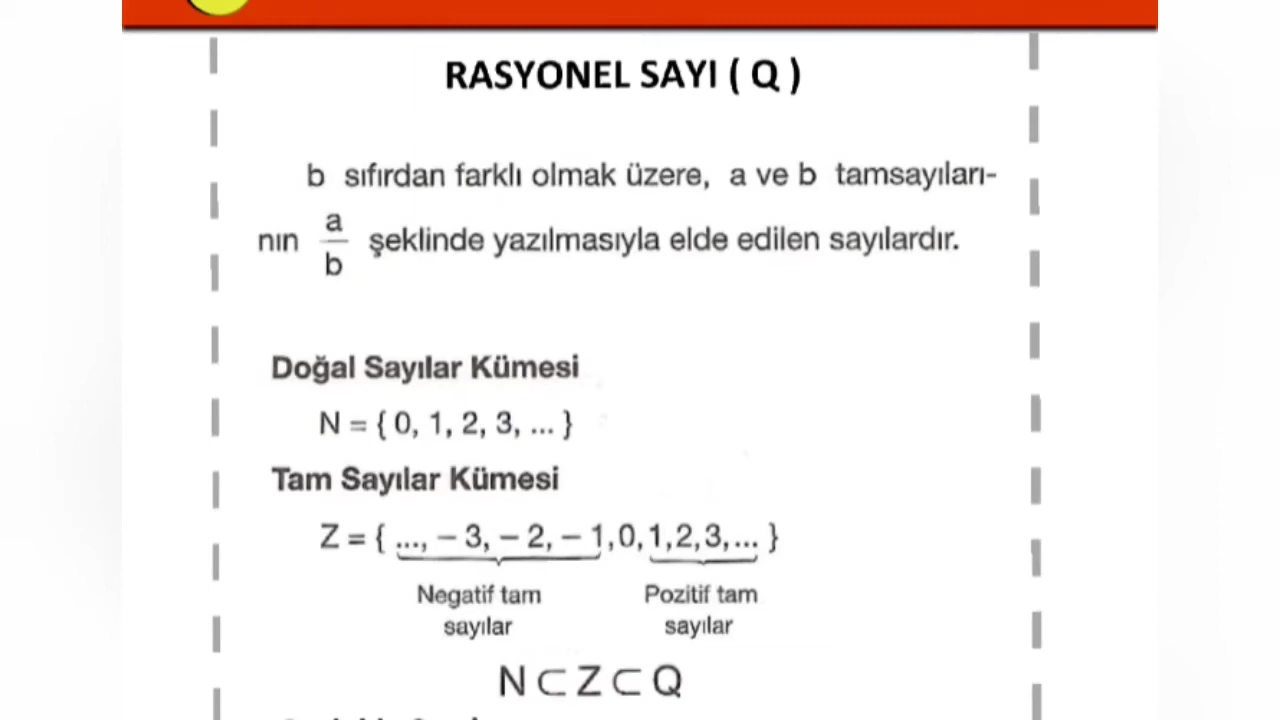 RASYONEL SAYI ( Q )
b sıfırdan farklı olmak üzere, a ve b tamsayıları-
nın a/b şeklinde yazılmasıyla elde edilen sayılardır.
Doğal Sayılar Kümesi
N = { 0, 1, 2, 3, ... }
Tam Sayılar Kümesi
Z = { ..., – 3, – 2, – 1, 0, 1, 2, 3, ... }
Negatif tam sayılar
Pozitif tam sayılar
N ⊂ Z ⊂ Q